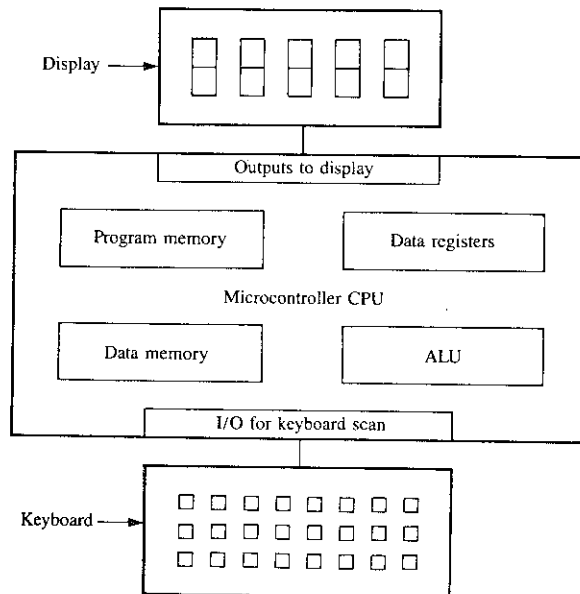 Display
Outputs to display
Program memory
Data registers
Microcontroller CPU
Data memory
ALU
I/O for keyboard scan
Keyboard